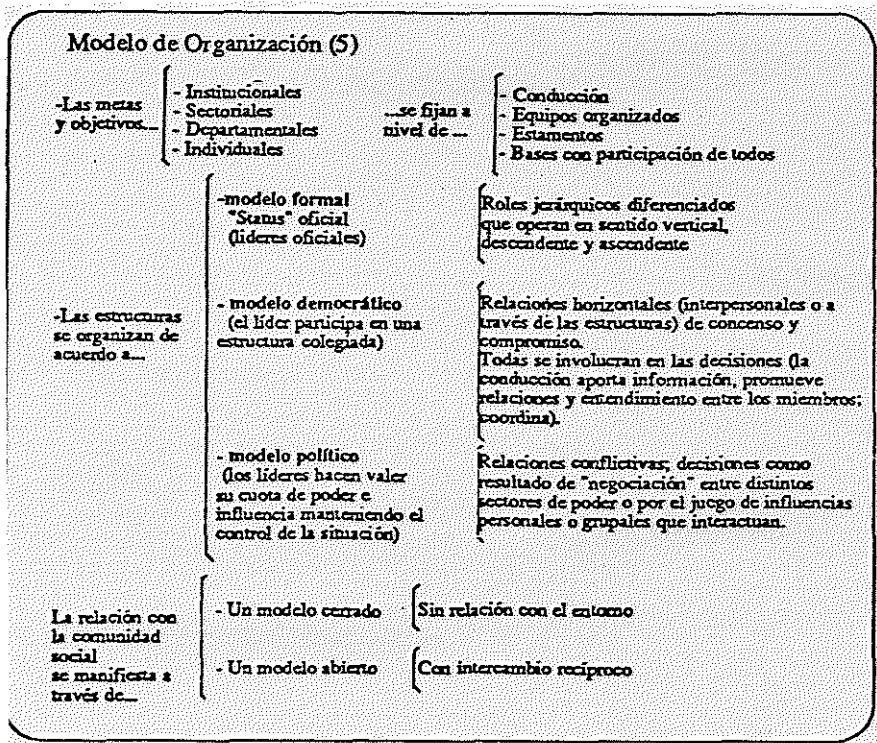 Modelo de Organización (5)
-Las metas
y objetivos...
- Institucionales
- Sectoriales
- Departamentales
- Individuales
...se fijan a
nivel de ...
- Conducción
- Equipos organizados
- Estamentos
- Bases con participación de todos
-Las estructuras
se organizan de
acuerdo a...
-modelo formal
"Status" oficial
(líderes oficiales)
Roles jerárquicos diferenciados
que operan en sentido vertical,
descendente y ascendente
- modelo democrático
(el líder participa en una
estructura colegiada)
Relaciones horizontales (interpersonales o a
través de las estructuras) de concenso y
compromiso.
Todas se involucran en las decisiones (la
conducción aporta información, promueve
relaciones y entendimiento entre los miembros;
coordina).
- modelo político
(los líderes hacen valer
su cuota de poder e
influencia manteniendo el
control de la situación)
Relaciones conflictivas; decisiones como
resultado de "negociación" entre distintos
sectores de poder o por el juego de influencias
personales o grupales que interactuan.
La relación con
la comunidad
social
se manifiesta a
través de...
- Un modelo cerrado
Sin relación con el entorno
- Un modelo abierto
Con intercambio recíproco